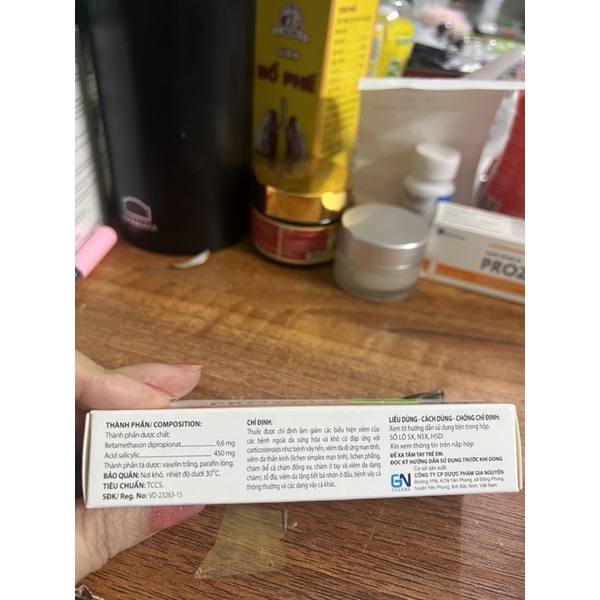 SIRO
BỔ PHẾ
PROZ
THÀNH PHẦN/ COMPOSITION:
Thành phần dược chất:
Betamethason dipropionat 9,6 mg
Acid salicylic 450 mg
Thành phần tá dược: vaselin trắng, parafin lỏng.
BẢO QUẢN: Nơi khô, nhiệt độ dưới 30°C.
TIÊU CHUẨN: TCCS.
SĐK/ Reg. No: VD-23263-15
CHỈ ĐỊNH:
Thuốc được chỉ định làm giảm các biểu hiện viêm của
các bệnh ngoài da sừng hóa và khô có đáp ứng với
corticosteroids như bệnh vẩy nến, viêm da dị ứng mạn tính,
viêm da thần kinh (lichen simplex mạn tính), lichen phẳng,
chàm (kể cả chàm đồng xu, chàm ở tay và viêm da dạng
chàm), tổ đỉa, viêm da tăng tiết bã nhờn ở đầu, bệnh vảy cá
thông thường và các dạng vảy cá khác.
LIỀU DÙNG - CÁCH DÙNG - CHỐNG CHỈ ĐỊNH:
Xem tờ hướng dẫn sử dụng bên trong hộp.
SỐ LÔ SX, NSX, HSD:
Xin xem thông tin trên nắp hộp
ĐỂ XA TẦM TAY TRẺ EM.
ĐỌC KỸ HƯỚNG DẪN SỬ DỤNG TRƯỚC KHI DÙNG
Cơ sở sản xuất:
CÔNG TY CP DƯỢC PHẨM GIA NGUYỄN
Đường YP6, KCN Yên Phong, xã Đông Phong,
huyện Yên Phong, tỉnh Bắc Ninh, Việt Nam
GN
PHARMA